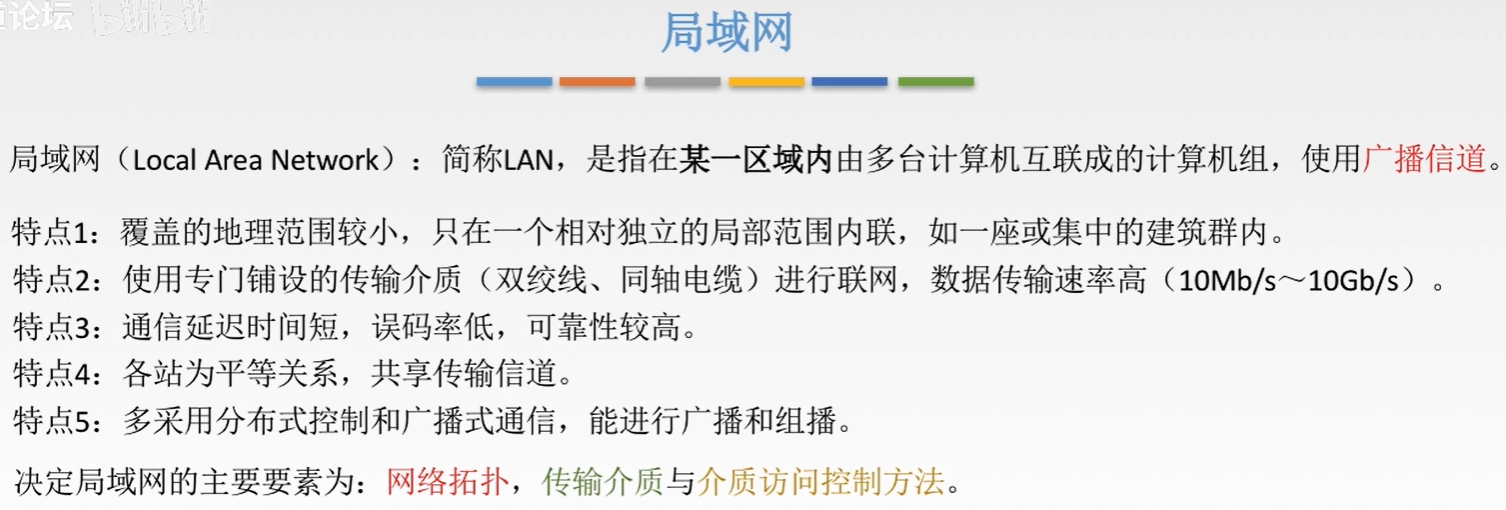 道论坛 bilibili
局域网
局域网（Local Area Network）：简称LAN，是指在某一区域内由多台计算机互联成的计算机组，使用广播信道。
特点1：覆盖的地理范围较小，只在一个相对独立的局部范围内联，如一座或集中的建筑群内。
特点2：使用专门铺设的传输介质（双绞线、同轴电缆）进行联网，数据传输速率高（10Mb/s～10Gb/s）。
特点3：通信延迟时间短，误码率低，可靠性较高。
特点4：各站为平等关系，共享传输信道。
特点5：多采用分布式控制和广播式通信，能进行广播和组播。
决定局域网的主要要素为：网络拓扑，传输介质与介质访问控制方法。